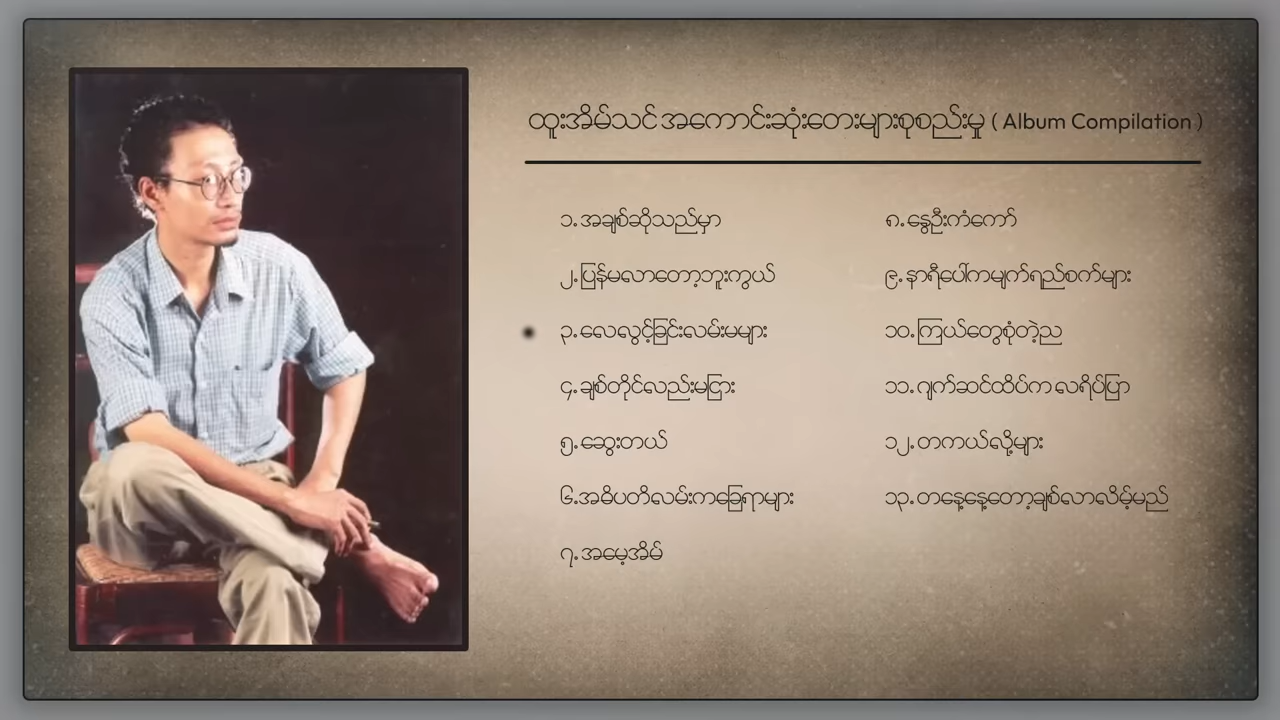 ထူးအိမ်သင် အကောင်းဆုံးတေးများစုစည်းမှု ( Album Compilation )
၁. အချစ်ဆိုသည်မှာ
၂. ပြန်မလာတော့ဘူးကွယ်
၃. လေလွင့်ခြင်းလမ်းမများ
၄. ချစ်တိုင်လည်းမငြား
၅. ဆွေးတယ်
၆.အဓိပတိလမ်းကခြေရာများ
၇. အမေ့အိမ်
၈. နွေဦးကံကော်
၉. နာရီပေါ်ကမျက်ရည်စက်များ
၁၀. ကြယ်တွေစုံတဲ့ည
၁၁. ဂျက်ဆင်ထိပ်က လရိပ်ပြာ
၁၂. တကယ်လို့များ
၁၃. တနေ့နေ့တော့ချစ်လာလိမ့်မည်